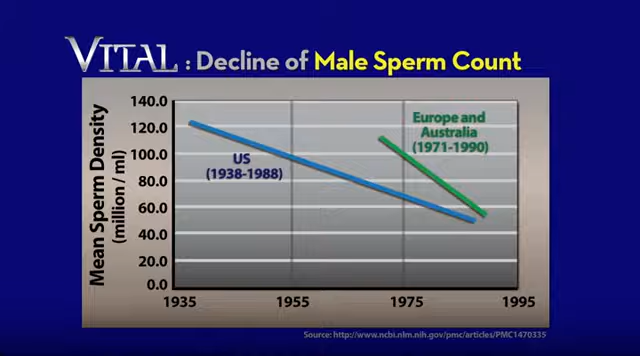 VITAL : Decline of Male Sperm Count
Mean Sperm Density
(million / ml)
140.0
120.0
100.0
80.0
60.0
40.0
20.0
0.0
US
(1938-1988)
Europe and
Australia
(1971-1990)
1935 1955 1975 1995
Source: http://www.ncbi.nlm.nih.gov/pmc/articles/PMC1470335